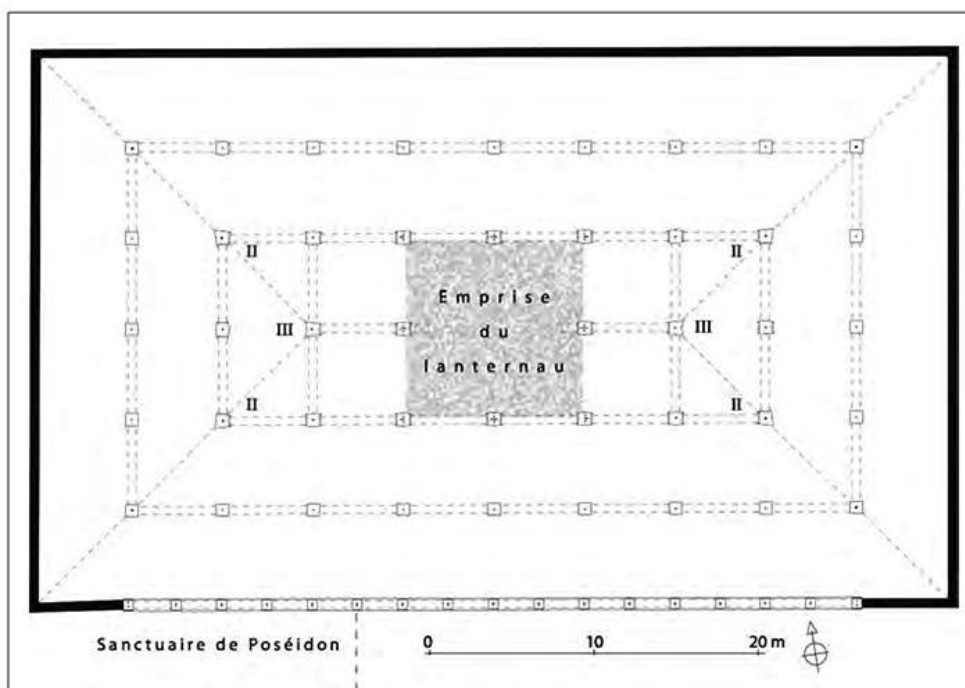 II II
Emprise
III du III
lanternau
II II
Sanctuaire de Poséidon 0 10 20 m